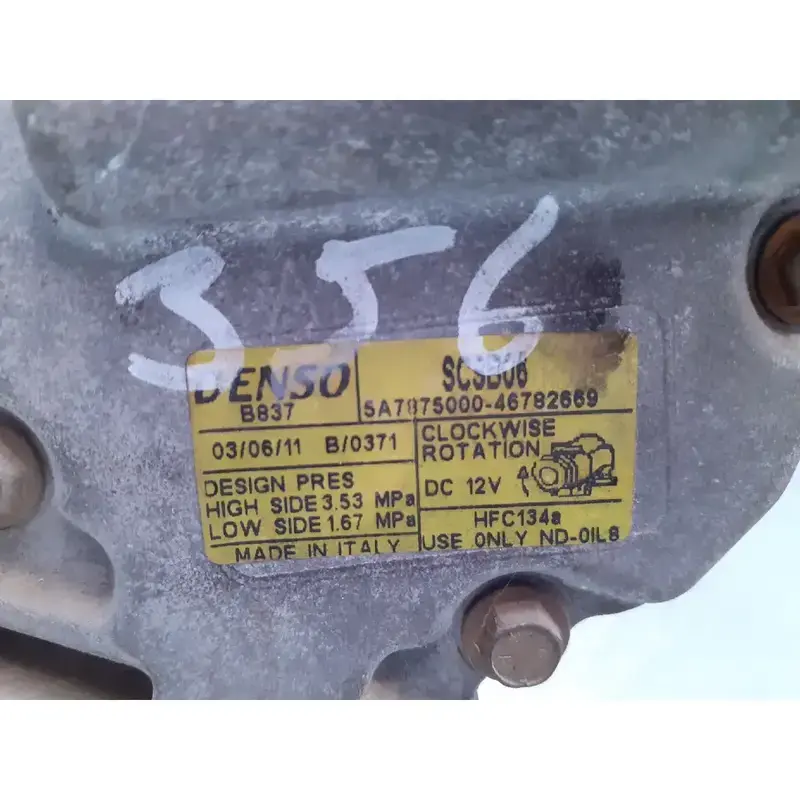 356
DENSO
B837
SCSB06
5A7875000-46782669
03/06/11 B/0371
CLOCKWISE
ROTATION
DC 12V
DESIGN PRES
HIGH SIDE 3.53 MPa
LOW SIDE 1.67 MPa
HFC134a
MADE IN ITALY
USE ONLY ND-OIL8